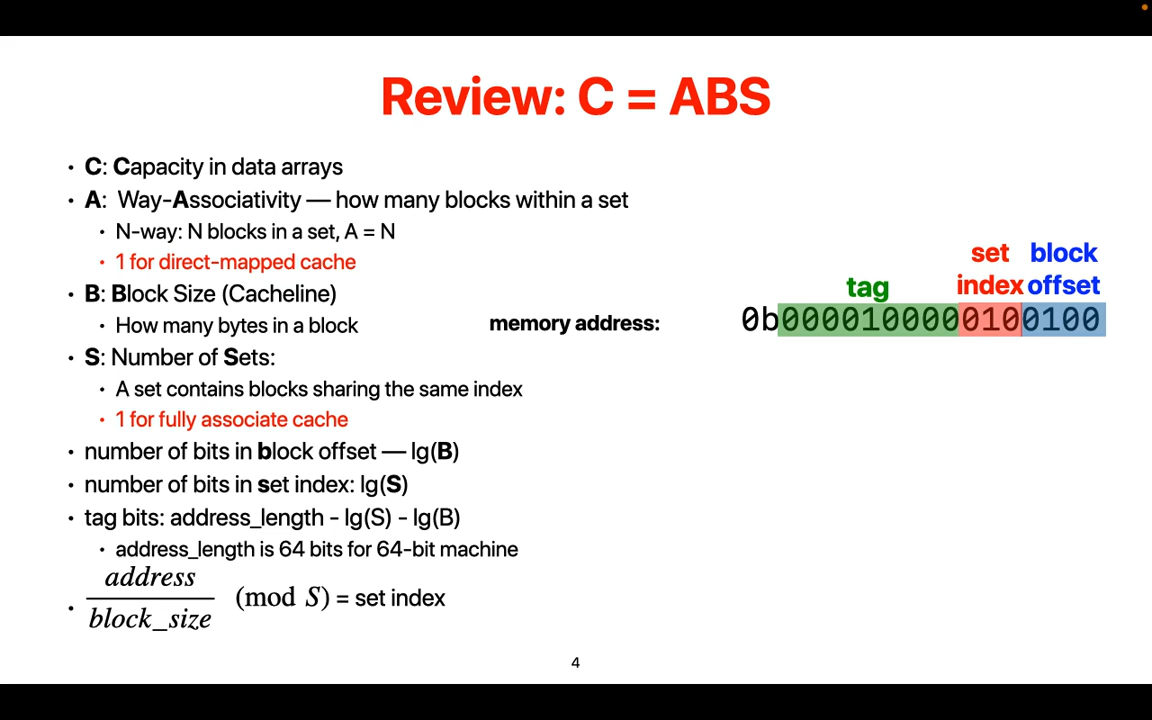 Review: C = ABS
• C: Capacity in data arrays
• A: Way-Associativity — how many blocks within a set
• N-way: N blocks in a set, A = N
• 1 for direct-mapped cache
• B: Block Size (Cacheline)
• How many bytes in a block
• S: Number of Sets:
• A set contains blocks sharing the same index
• 1 for fully associate cache
• number of bits in block offset — lg(B)
• number of bits in set index: lg(S)
• tag bits: address_length - lg(S) - lg(B)
• address_length is 64 bits for 64-bit machine
• address
block_size
(mod S) = set index
tag
set index
block offset
memory address:
0b0000100000100100
4